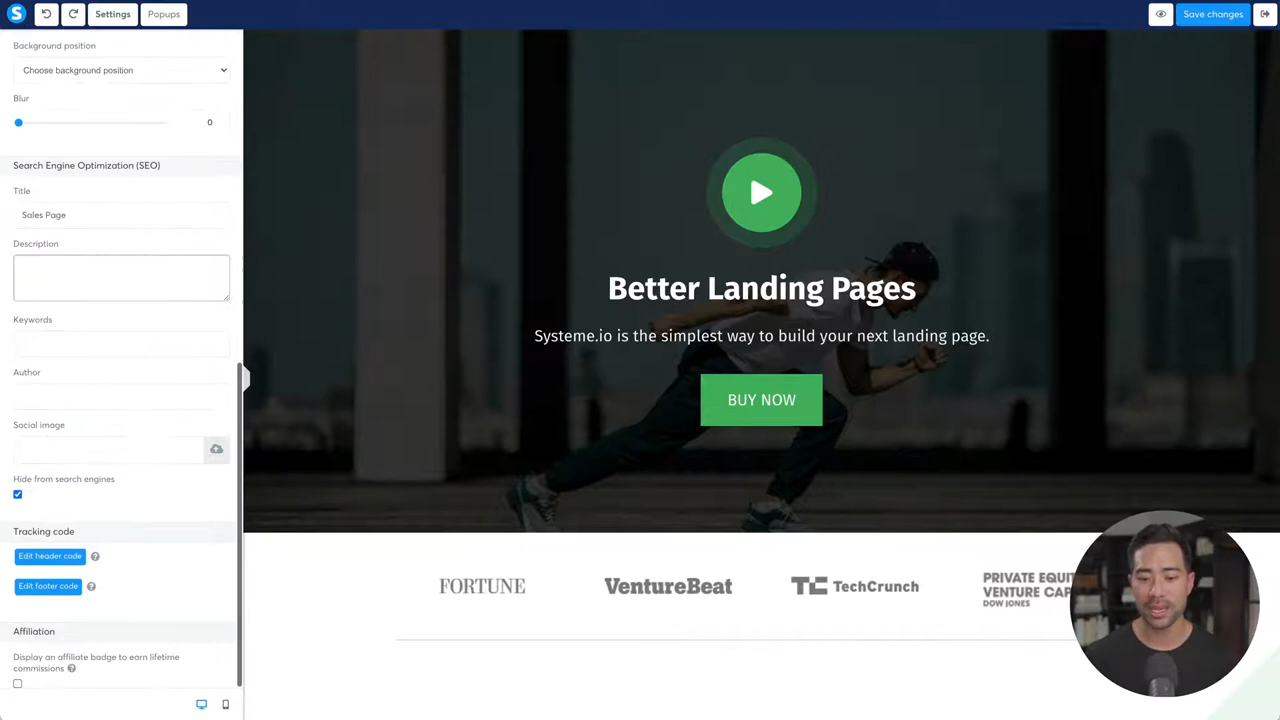 S
Settings
Popups
Save changes
Background position
Choose background position
Blur
0
Search Engine Optimization (SEO)
Title
Sales Page
Description
Keywords
Author
Social image
Hide from search engines
Tracking code
Edit header code
?
Edit footer code
?
Affiliation
Display an affiliate badge to earn lifetime
commissions ?
Better Landing Pages
Systeme.io is the simplest way to build your next landing page.
BUY NOW
FORTUNE
VentureBeat
TC TechCrunch
PRIVATE EQUIT
VENTURE CAP
DOW JONES